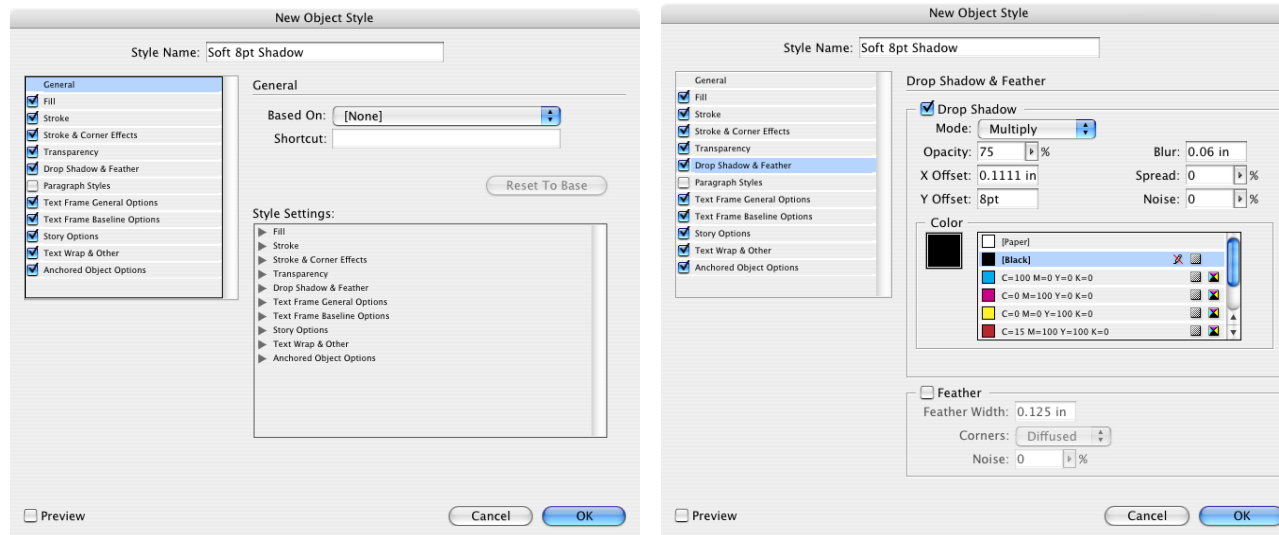 New Object Style
Style Name: Soft 8pt Shadow
General
Fill
Stroke
Stroke & Corner Effects
Transparency
Drop Shadow & Feather
Paragraph Styles
Text Frame General Options
Text Frame Baseline Options
Story Options
Text Wrap & Other
Anchored Object Options
General
Based On: [None]
Shortcut:
Reset To Base
Style Settings:
Fill
Stroke
Stroke & Corner Effects
Transparency
Drop Shadow & Feather
Text Frame General Options
Text Frame Baseline Options
Story Options
Text Wrap & Other
Anchored Object Options
Preview
Cancel
OK
New Object Style
Style Name: Soft 8pt Shadow
General
Fill
Stroke
Stroke & Corner Effects
Transparency
Drop Shadow & Feather
Paragraph Styles
Text Frame General Options
Text Frame Baseline Options
Story Options
Text Wrap & Other
Anchored Object Options
Drop Shadow & Feather
Drop Shadow
Mode: Multiply
Opacity: 75 % Blur: 0.06 in
X Offset: 0.1111 in Spread: 0 %
Y Offset: 8pt Noise: 0 %
Color
[Paper]
[Black]
C=100 M=0 Y=0 K=0
C=0 M=100 Y=0 K=0
C=0 M=0 Y=100 K=0
C=15 M=100 Y=100 K=0
Feather
Feather Width: 0.125 in
Corners: Diffused
Noise: 0 %
Preview
Cancel
OK